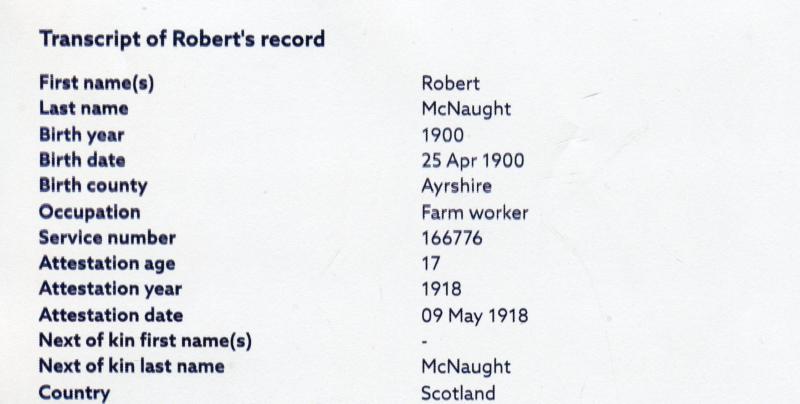 Transcript of Robert's record
First name(s) Robert
Last name McNaught
Birth year 1900
Birth date 25 Apr 1900
Birth county Ayrshire
Occupation Farm worker
Service number 166776
Attestation age 17
Attestation year 1918
Attestation date 09 May 1918
Next of kin first name(s) -
Next of kin last name McNaught
Country Scotland